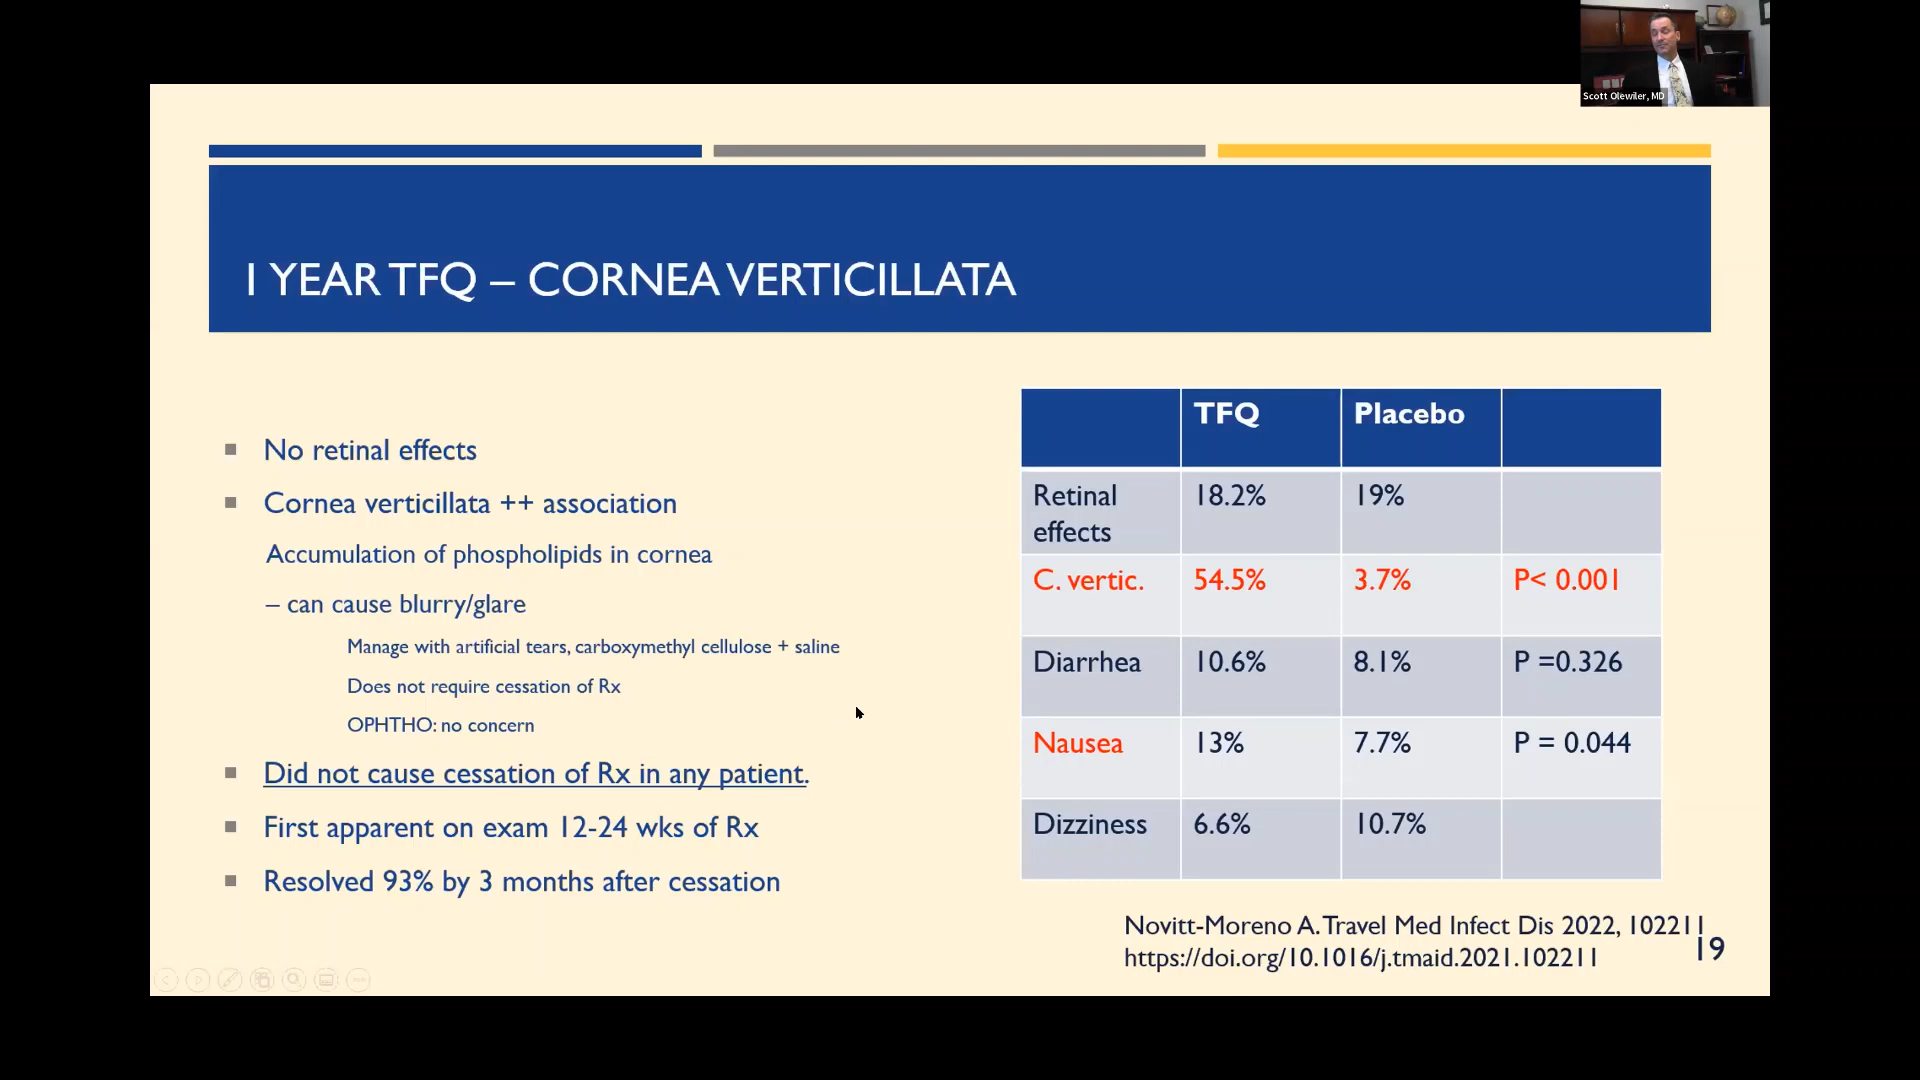 Scott Olewiler, MD
1 YEAR TFQ – CORNEA VERTICILLATA
No retinal effects
Cornea verticillata ++ association
Accumulation of phospholipids in cornea
– can cause blurry/glare
Manage with artificial tears, carboxymethyl cellulose + saline
Does not require cessation of Rx
OPHTHO: no concern
Did not cause cessation of Rx in any patient.
First apparent on exam 12-24 wks of Rx
Resolved 93% by 3 months after cessation
TFQ Placebo
Retinal effects 18.2% 19%
C. vertic. 54.5% 3.7% P< 0.001
Diarrhea 10.6% 8.1% P =0.326
Nausea 13% 7.7% P = 0.044
Dizziness 6.6% 10.7%
Novitt-Moreno A. Travel Med Infect Dis 2022, 102211
https://doi.org/10.1016/j.tmaid.2021.102211
19